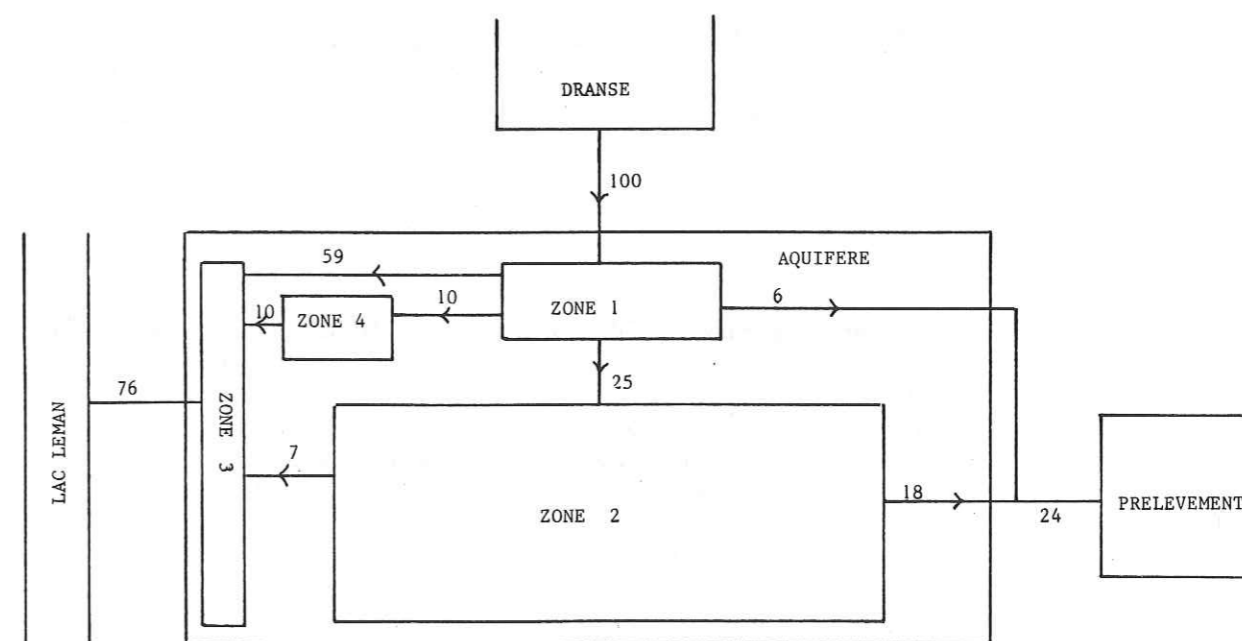 DRANSE
100
AQUIFERE
59
ZONE 1
6
10
10
ZONE 4
25
76
LAC LEMAN
ZONE 3
7
ZONE 2
18
24
PRELEVEMENT